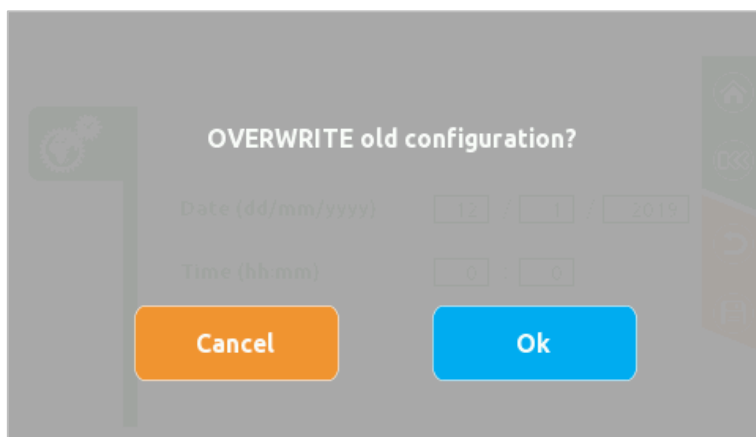 OVERWRITE old configuration?
Date (dd/mm/yyyy) 12 / 1 / 2019
Time (hh:mm) 0 0
Cancel Ok